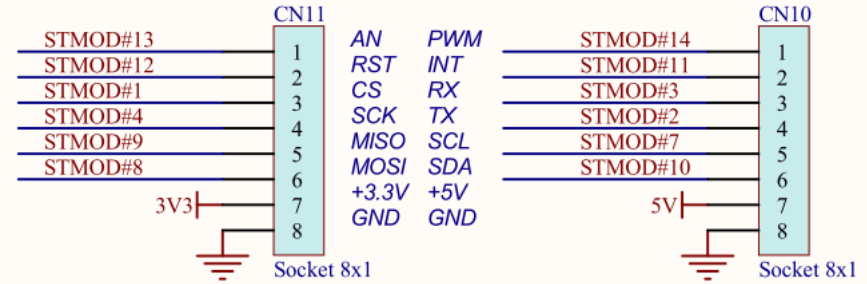 CN11 CN10
STMOD#13 1 AN PWM STMOD#14 1
STMOD#12 2 RST INT STMOD#11 2
STMOD#1 3 CS RX STMOD#3 3
STMOD#4 4 SCK TX STMOD#2 4
STMOD#9 5 MISO SCL STMOD#7 5
STMOD#8 6 MOSI SDA STMOD#10 6
3V3 7 +3.3V +5V 5V 7
8 GND GND 8
Socket 8x1 Socket 8x1